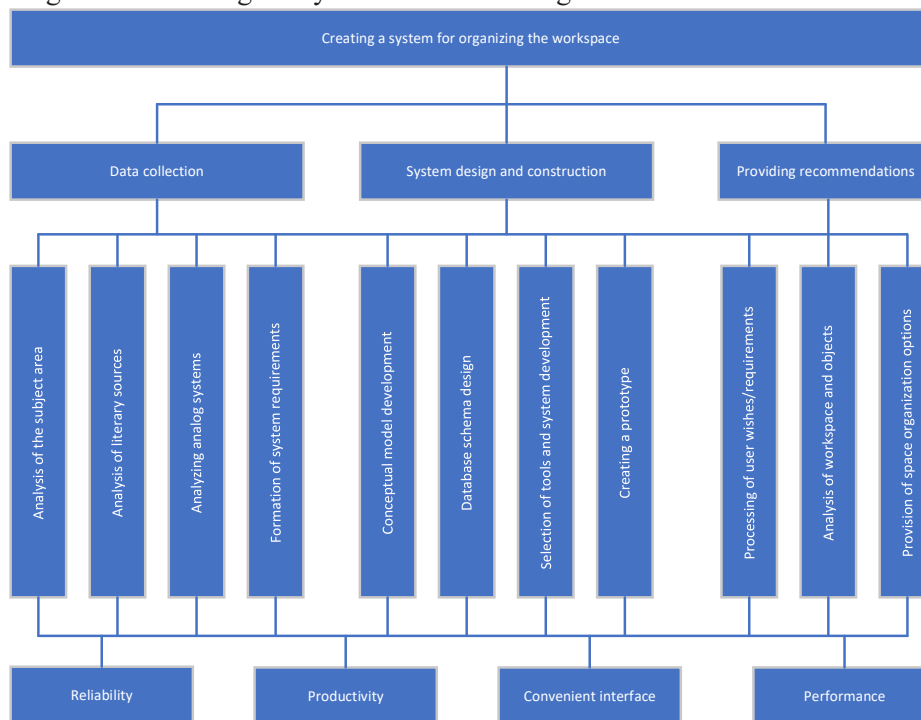 Creating a system for organizing the workspace
Data collection
System design and construction
Providing recommendations
Analysis of the subject area
Analysis of literary sources
Analyzing analog systems
Formation of system requirements
Conceptual model development
Database schema design
Selection of tools and system development
Creating a prototype
Processing of user wishes/requirements
Analysis of workspace and objects
Provision of space organization options
Reliability
Productivity
Convenient interface
Performance